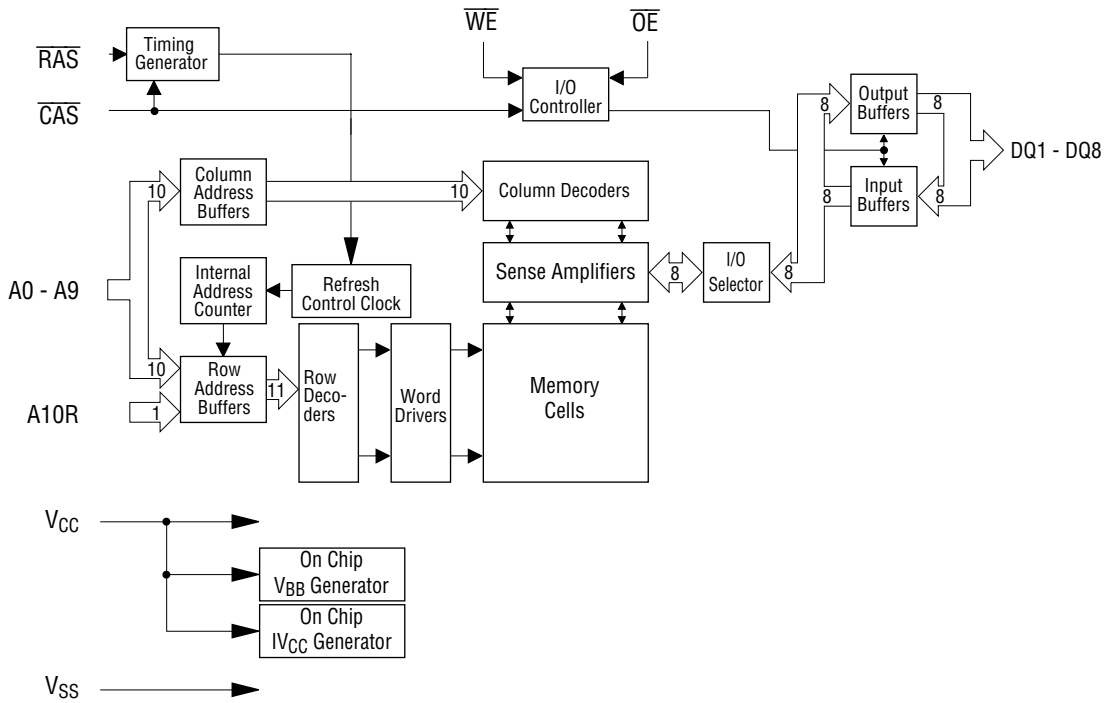 WE
OE
RAS
Timing
Generator
CAS
I/O
Controller
8
Output
Buffers
8
DQ1 - DQ8
10
Column
Address
Buffers
10
Column Decoders
8
Input
Buffers
8
A0 - A9
Internal
Address
Counter
Refresh
Control Clock
Sense Amplifiers
8
I/O
Selector
8
10
Row
Address
Buffers
11
Row
Deco-
ders
Word
Drivers
Memory
Cells
A10R
1
VCC
On Chip
VBB Generator
On Chip
IVCC Generator
VSS